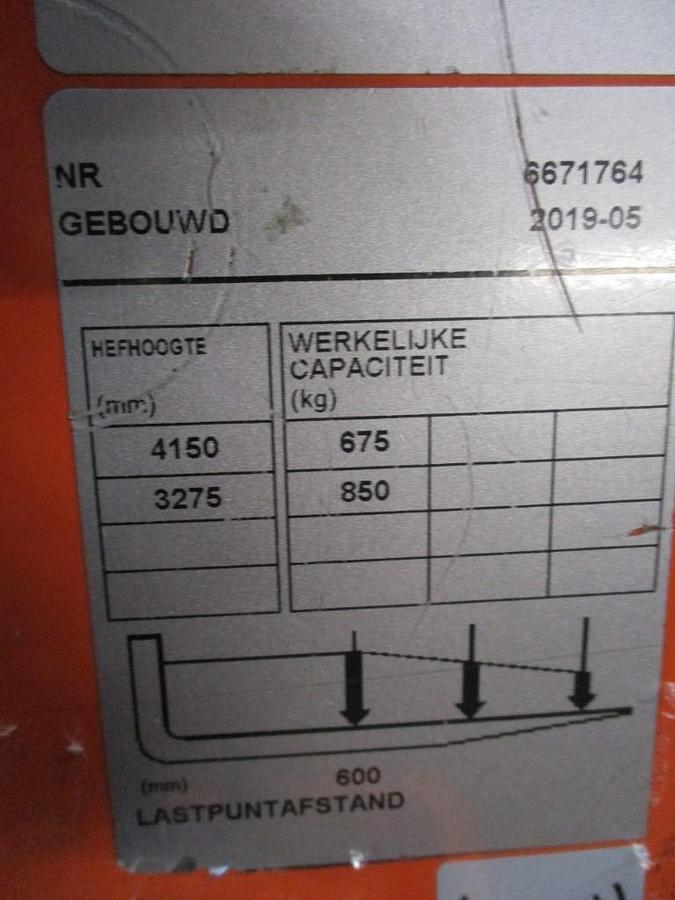 NR 6671764
GEBOUWD 2019-05
HEFHOOGTE
(mm)
WERKELIJKE
CAPACITEIT
(kg)
4150 675
3275 850
(mm) 600
LASTPUNTAFSTAND